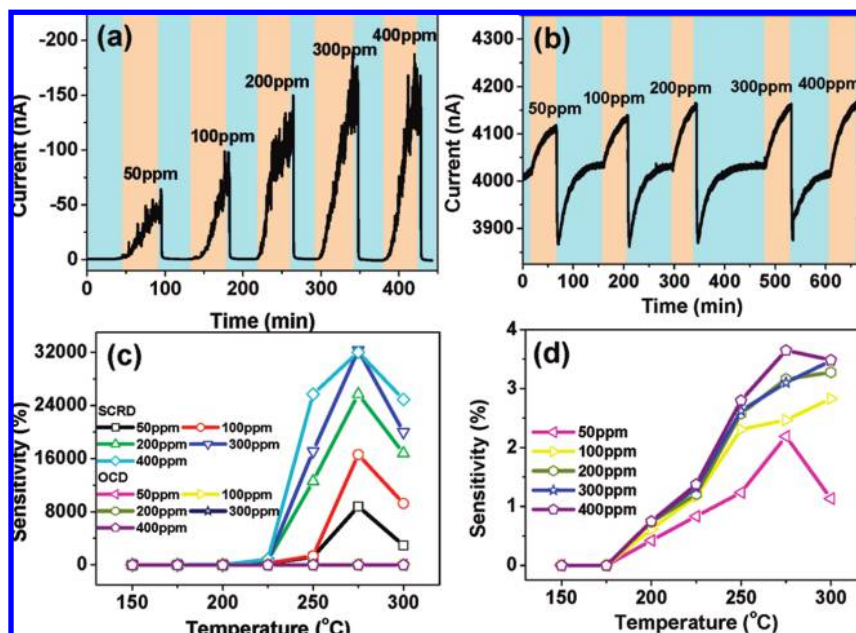 (a)
-200
-150
-100
-50
0
Current (nA)
50ppm
100ppm
200ppm
300ppm
400ppm
0
100
200
300
400
Time (min)
(b)
4300
4200
4100
4000
3900
Current (nA)
50ppm
100ppm
200ppm
300ppm
400ppm
0
100
200
300
400
500
600
Time (min)
(c)
32000
24000
16000
8000
0
Sensitivity (%)
SCRD
50ppm 100ppm
200ppm 300ppm
400ppm
OCD
50ppm 100ppm
200ppm 300ppm
400ppm
150
200
250
300
Temperature (°C)
(d)
4
3
2
1
0
Sensitivity (%)
50ppm
100ppm
200ppm
300ppm
400ppm
150
200
250
300
Temperature (°C)